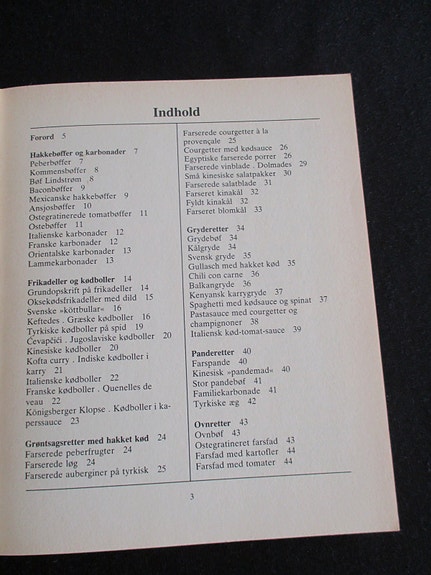 Indhold
Forord 5
Hakkebøffer og karbonader 7
Peberbøffer 7
Kommensbøffer 8
Bøf Lindstrøm .8
Baconbøffer 9
Mexicanske hakkebøffer 9
Ansjosbøffer 10
Ostegratinerede tomatbøffer 11
Ostebøffer 11
Italienske karbonader 12
Franske karbonader 12
Orientalske karbonader 13
Lammekarbonader 13
Frikadeller og kødboller 14
Grundopskrift på frikadeller 14
Oksekødsfrikadeller med dild 15
Svenske »köttbullar« 16
Keftedes . Græske kødboller 16
Tyrkiske kødboller på spid 19
Čevapčiči . Jugoslaviske kødboller 20
Kinesiske kødboller 20
Kofta curry . Indiske kødboller i
karry 21
Italienske kødboller 22
Franske kødboller . Quenelles de
veau 22
Königsberger Klopse . Kødboller i ka-
perssauce 23
Grøntsagsretter med hakket kød 24
Farserede peberfrugter 24
Farserede løg 24
Farserede auberginer på tyrkisk 25
Farserede courgetter à la
provençale 25
Courgetter med kødsauce 26
Egyptiske farserede porrer 26
Farserede vinblade . Dolmades 29
Små kinesiske salatpakker 30
Farserede salatblade 31
Farseret kinakål 32
Fyldt kinakål 32
Farseret blomkål 33
Gryderetter 34
Grydebøf 34
Kålgryde 34
Svensk gryde 35
Gullasch med hakket kød 35
Chili con carne 36
Balkangryde 36
Kenyansk karrygryde 37
Spaghetti med kødsauce og spinat 37
Pastasauce med courgetter og
champignoner 38
Italiensk kød-tomat-sauce 39
Panderetter 40
Farspande 40
Kinesisk »pandemad« 40
Stor pandebøf 41
Familiekarbonade 41
Tyrkiske æg 42
Ovnretter 43
Ovnbøf 43
Ostegratineret farsfad 43
Farsfad med kartofler 44
Farsfad med tomater 44
3